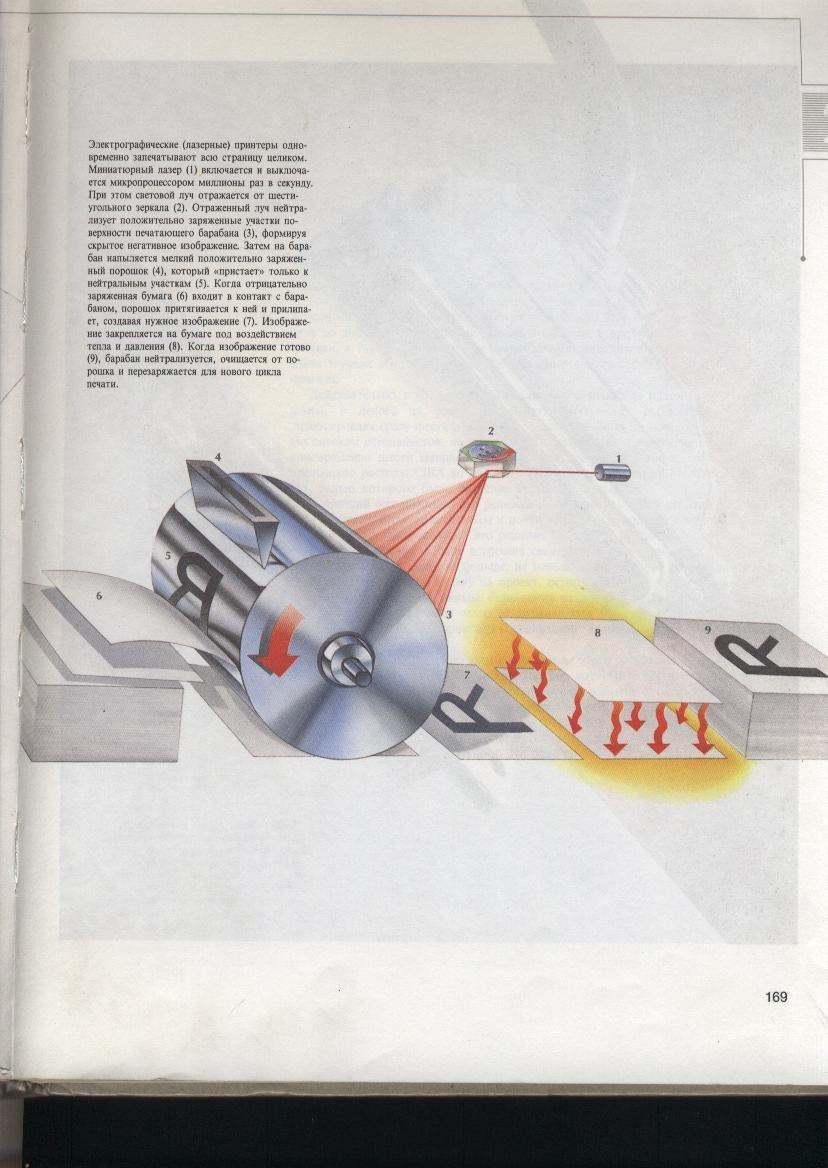 Электрографические (лазерные) принтеры одно-
временно запечатывают всю страницу целиком.
Миниатюрный лазер (1) включается и выключа-
ется микропроцессором миллионы раз в секунду.
При этом световой луч отражается от шести-
угольного зеркала (2). Отраженный луч нейтра-
лизует положительно заряженные участки по-
верхности печатающего барабана (3), формируя
скрытое негативное изображение. Затем на бара-
бан напыляется мелкий положительно заряжен-
ный порошок (4), который «пристает» только к
нейтральным участкам (5). Когда отрицательно
заряженная бумага (6) входит в контакт с бара-
баном, порошок притягивается к ней и прилипа-
ет, создавая нужное изображение (7). Изображе-
ние закрепляется на бумаге под воздействием
тепла и давления (8). Когда изображение готово
(9), барабан нейтрализуется, очищается от по-
рошка и перезаряжается для нового цикла
печати.
2
4
1
5
R
6
3
8
9
R
7
R
169